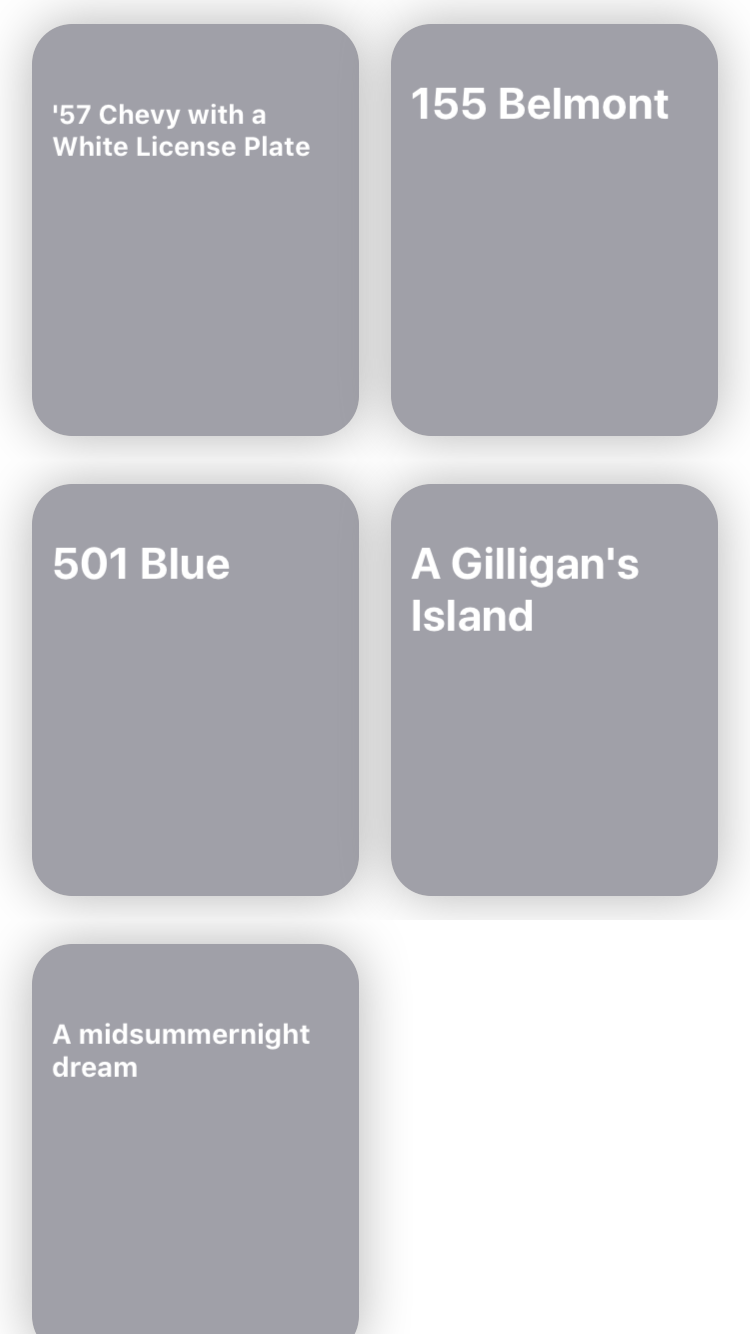 '57 Chevy with a
White License Plate
155 Belmont
501 Blue
A Gilligan's
Island
A midsummernight
dream